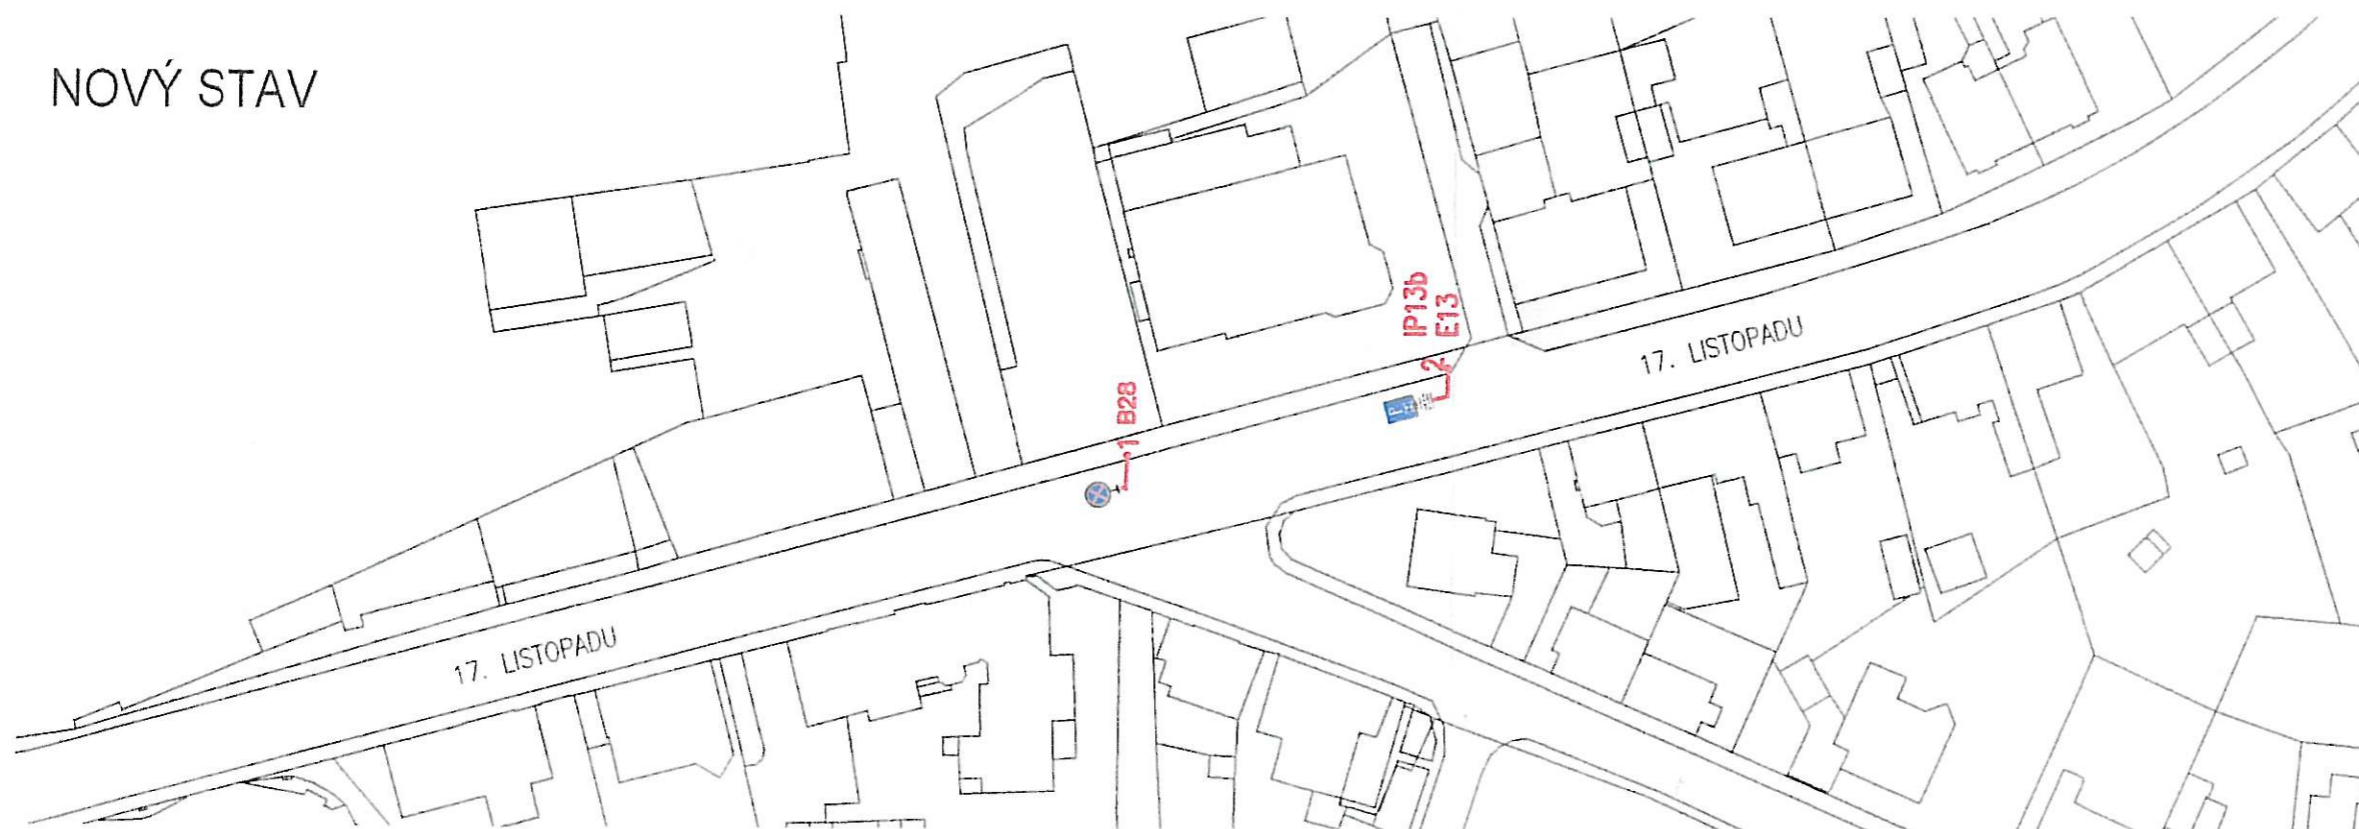 NOVÝ STAV
IP13b
E13
2
17. LISTOPADU
B28
1
P
17. LISTOPADU